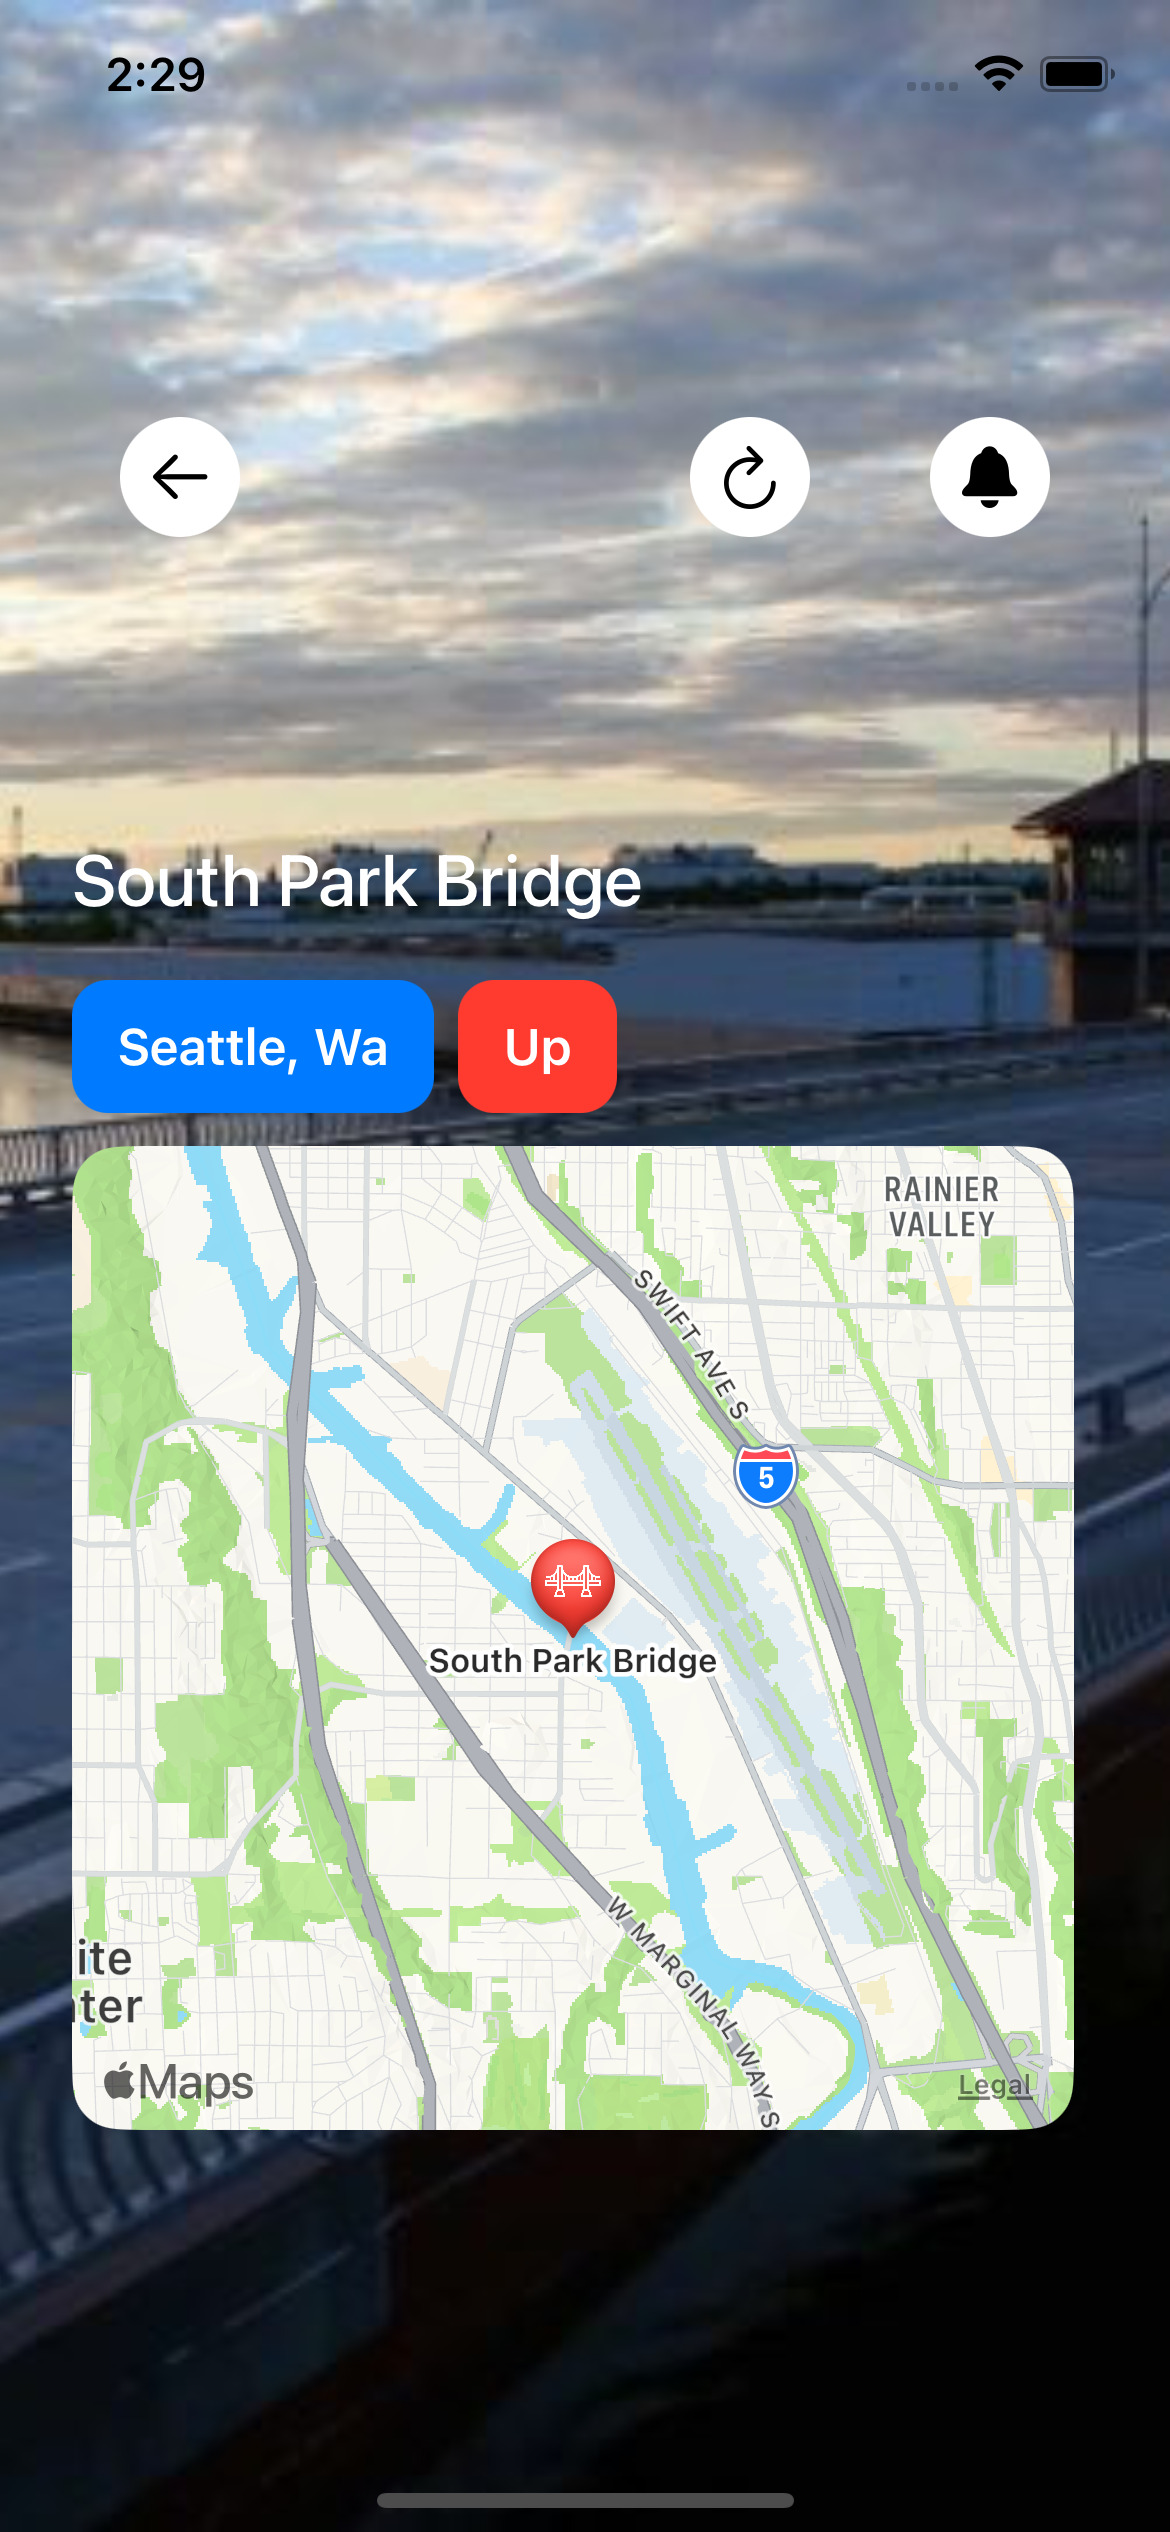 2:29
South Park Bridge
Seattle, Wa
Up
RAINIER
VALLEY
SWIFT AVE S
5
South Park Bridge
W MARGINAL WAY S
ite
ter
Maps
Legal